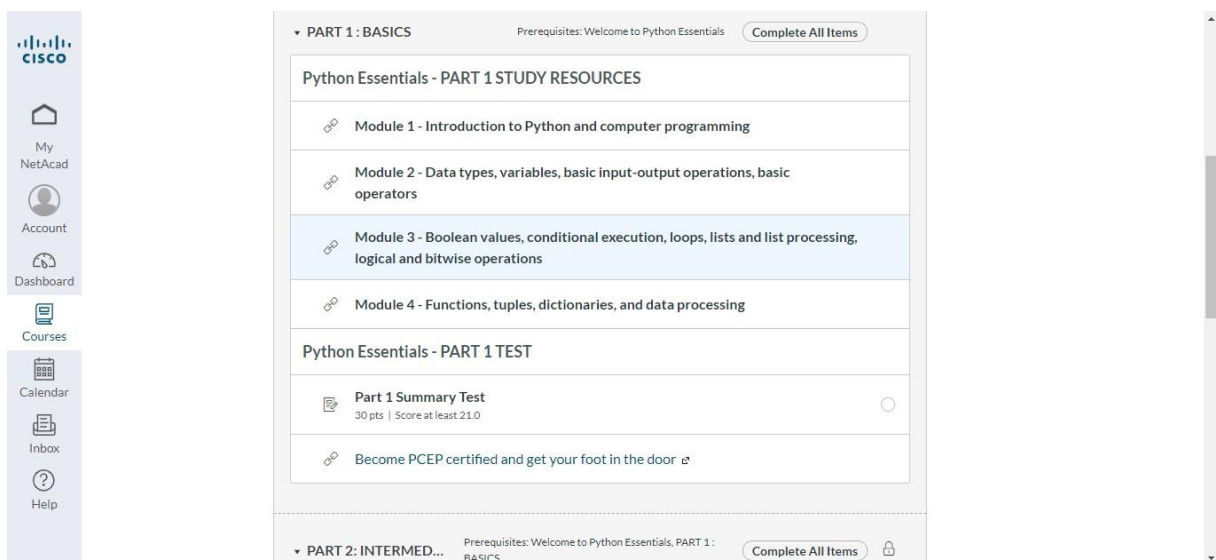 CISCO
My
NetAcad
Account
Dashboard
Courses
Calendar
Inbox
Help
PART 1 : BASICS
Prerequisites: Welcome to Python Essentials
Complete All Items
Python Essentials - PART 1 STUDY RESOURCES
Module 1 - Introduction to Python and computer programming
Module 2 - Data types, variables, basic input-output operations, basic
operators
Module 3 - Boolean values, conditional execution, loops, lists and list processing,
logical and bitwise operations
Module 4 - Functions, tuples, dictionaries, and data processing
Python Essentials - PART 1 TEST
Part 1 Summary Test
30 pts | Score at least 21.0
Become PCEP certified and get your foot in the door
PART 2: INTERMED...
Prerequisites: Welcome to Python Essentials, PART 1 :
BASICS
Complete All Items